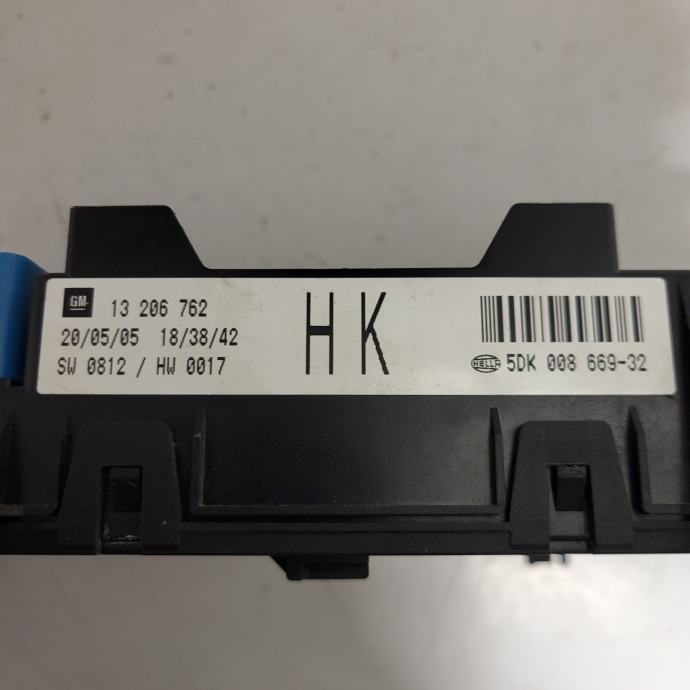 GM
13 206 762
20/05/05 18/38/42
SW 0812 / HW 0017
HK
HELLA 5DK 008 669-32